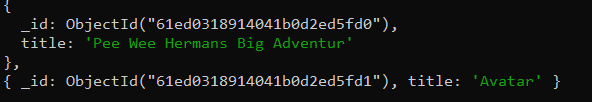 {
_id: ObjectId("61ed0318914041b0d2ed5fd0"),
title: 'Pee Wee Hermans Big Adventur'
},
{ _id: ObjectId("61ed0318914041b0d2ed5fd1"), title: 'Avatar' }